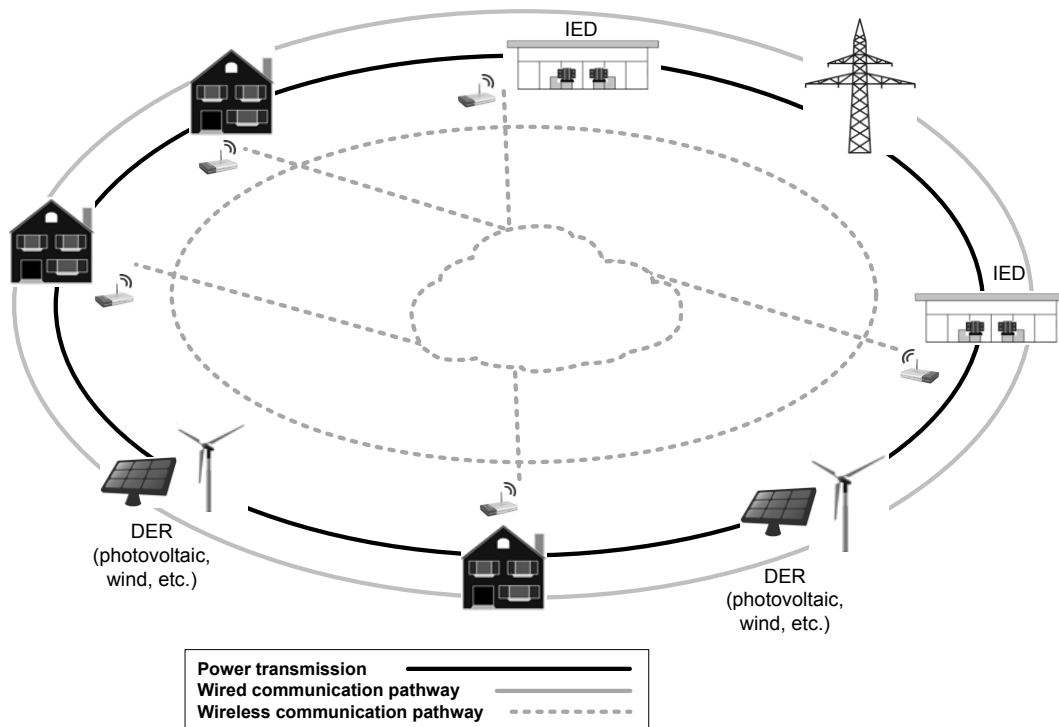 IED
IED
DER
(photovoltaic,
wind, etc.)
DER
(photovoltaic,
wind, etc.)
Power transmission
Wired communication pathway
Wireless communication pathway